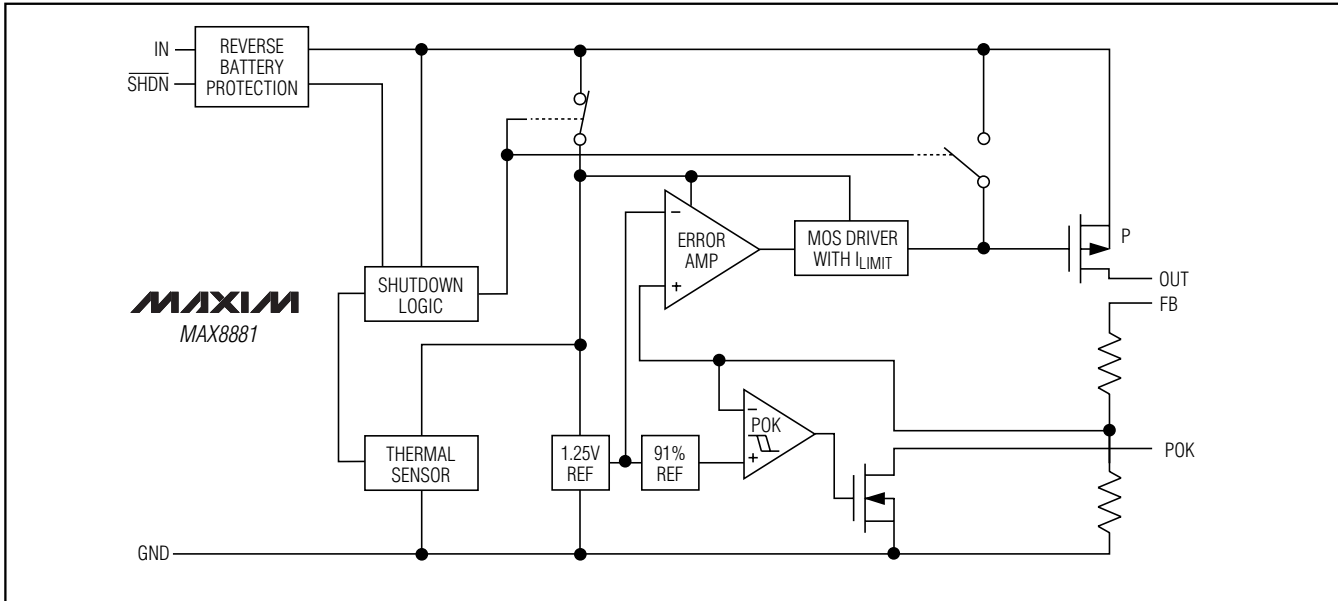 IN
SHDN
REVERSE
BATTERY
PROTECTION
P
ERROR
AMP
−
+
MOS DRIVER
WITH ILIMIT
OUT
FB
SHUTDOWN
LOGIC
MAXIM
MAX8881
POK
−
+
THERMAL
SENSOR
1.25V
REF
91%
REF
POK
GND